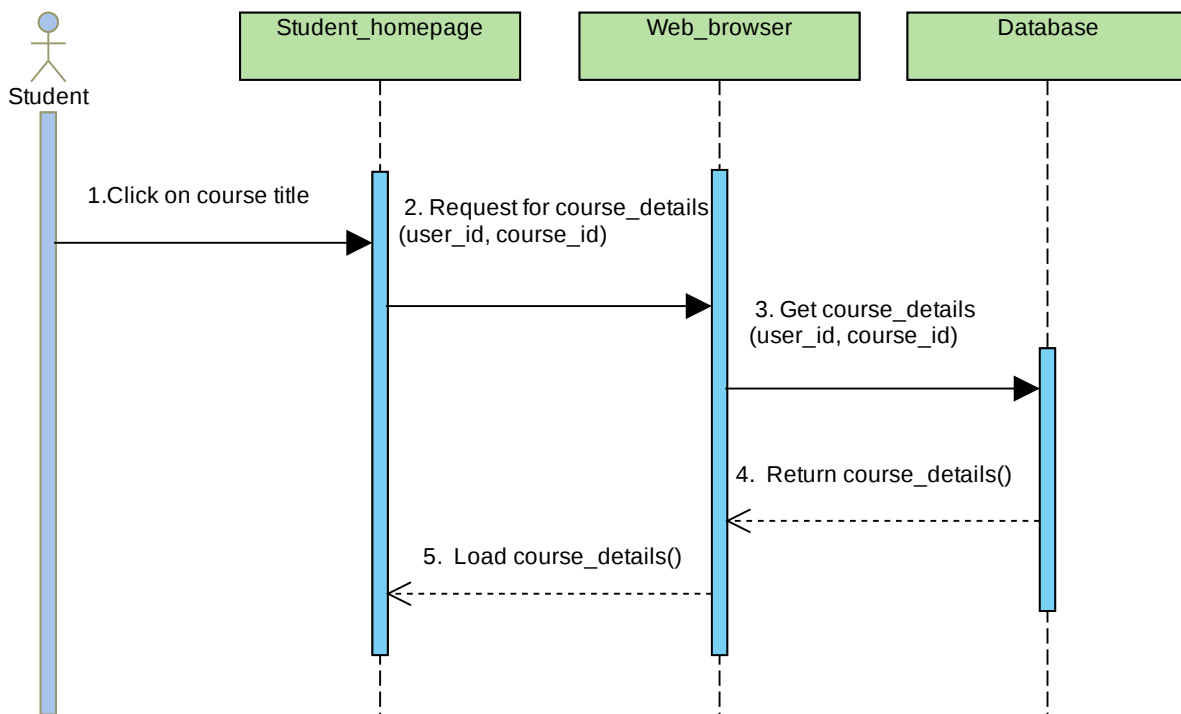 Student_homepage
Web_browser
Database
Student
1.Click on course title
2. Request for course_details
(user_id, course_id)
3. Get course_details
(user_id, course_id)
4. Return course_details()
5. Load course_details()